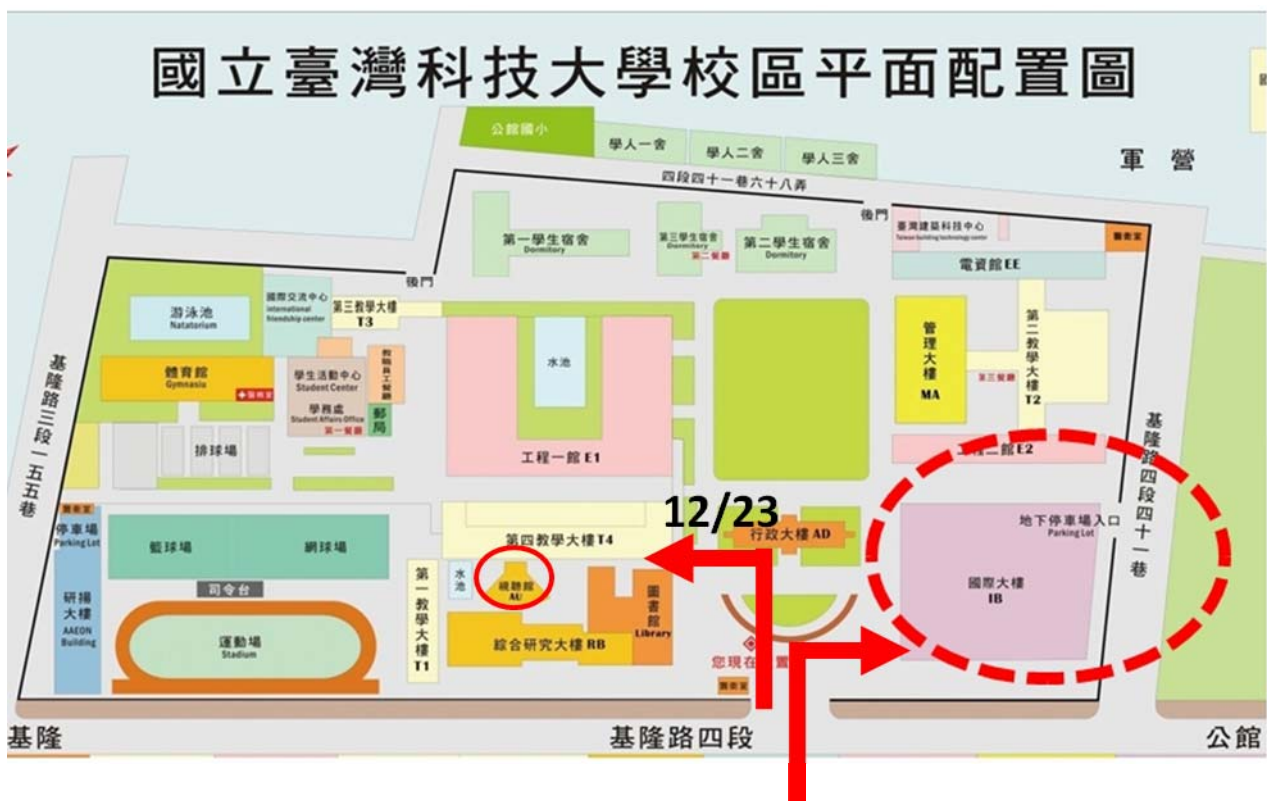 國立臺灣科技大學校區平面配置圖
公館國小
學人一舍
學人二舍
學人三舍
軍 營
四段四十一巷六十八弄
後門
臺灣建築科技中心
Taiwan building technology center
警衛室
第一學生宿舍
Dormitory
第三學生宿舍
Dormitory
第二餐廳
第二學生宿舍
Dormitory
電資館 EE
後門
游泳池
Natatorium
國際交流中心
international
friendship center
第三教學大樓
T3
水池
管理大樓
MA
第二教學大樓
T2
第三餐廳
體育館
Gymnasiu
醫務室
學生活動中心
Student Center
學務處
Student Affairs Office
第一餐廳
教職員工餐廳
郵局
基隆路三段一五五巷
排球場
工程一館 E1
工程二館 E2
基隆路四段四十一巷
警衛室
停車場
Parking Lot
籃球場
網球場
12/23
第四教學大樓 T4
行政大樓 AD
地下停車場入口
Parking Lot
研揚大樓
AAEON
Building
司令台
運動場
Stadium
第一教學大樓
T1
水池
視聽館
AU
圖書館
Library
綜合研究大樓 RB
國際大樓
IB
您現在 置
警衛室
基隆
基隆路四段
公館